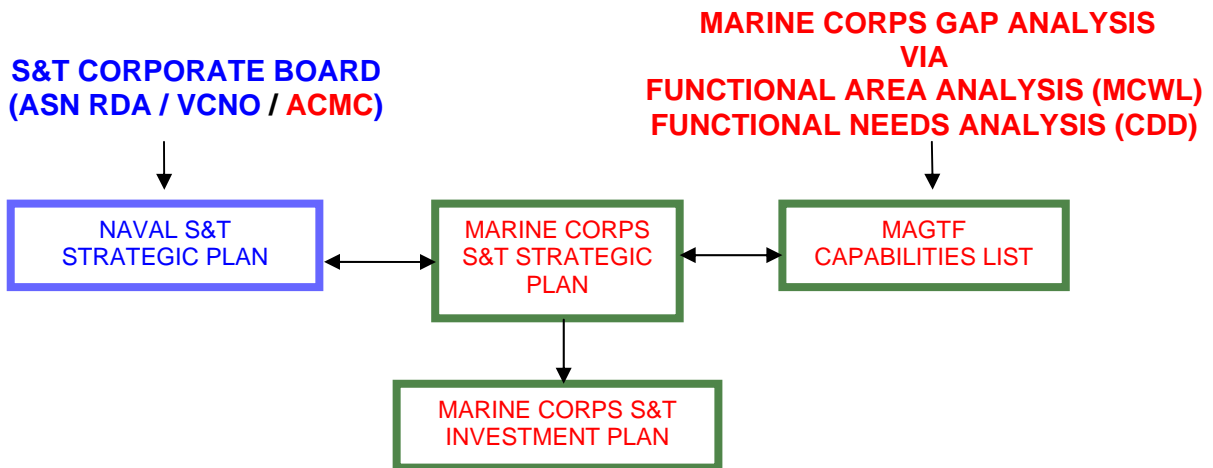 MARINE CORPS GAP ANALYSIS
VIA
FUNCTIONAL AREA ANALYSIS (MCWL)
FUNCTIONAL NEEDS ANALYSIS (CDD)
S&T CORPORATE BOARD
(ASN RDA / VCNO / ACMC)
NAVAL S&T
STRATEGIC PLAN
MARINE CORPS
S&T STRATEGIC
PLAN
MAGTF
CAPABILITIES LIST
MARINE CORPS S&T
INVESTMENT PLAN